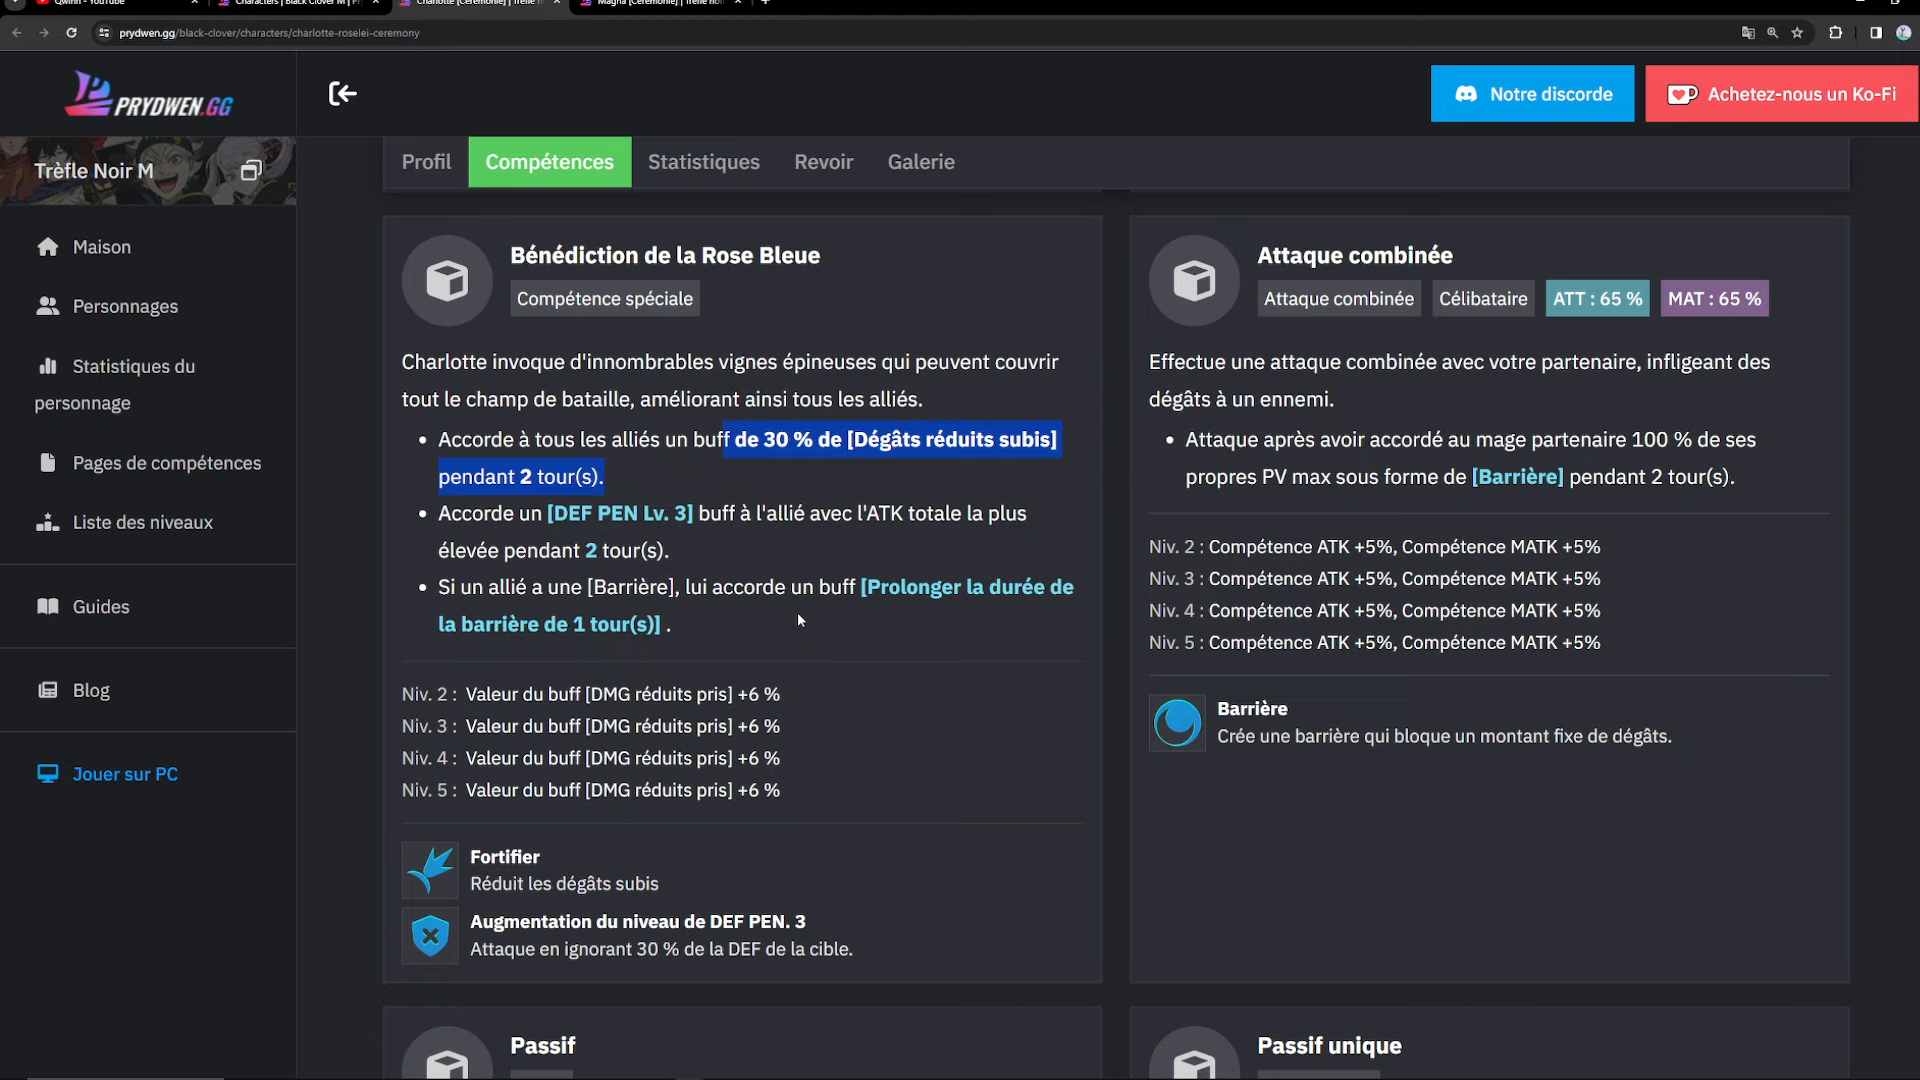 Qwinn - YouTube
Characters | Black Clover M | P
Charlotte [Cérémonie] | Trèfle n
Magna [Cérémonie] | Trèfle noi
prydwen.gg/black-clover/characters/charlotte-roselei-ceremony
PRYDWEN.GG
Notre discorde
Achetez-nous un Ko-Fi
Trèfle Noir M
Maison
Personnages
Statistiques du
personnage
Pages de compétences
Liste des niveaux
Guides
Blog
Jouer sur PC
Profil
Compétences
Statistiques
Revoir
Galerie
Bénédiction de la Rose Bleue
Compétence spéciale
Charlotte invoque d'innombrables vignes épineuses qui peuvent couvrir
tout le champ de bataille, améliorant ainsi tous les alliés.
• Accorde à tous les alliés un buff de 30 % de [Dégâts réduits subis]
pendant 2 tour(s).
• Accorde un [DEF PEN Lv. 3] buff à l'allié avec l'ATK totale la plus
élevée pendant 2 tour(s).
• Si un allié a une [Barrière], lui accorde un buff [Prolonger la durée de
la barrière de 1 tour(s)] .
Niv. 2 : Valeur du buff [DMG réduits pris] +6 %
Niv. 3 : Valeur du buff [DMG réduits pris] +6 %
Niv. 4 : Valeur du buff [DMG réduits pris] +6 %
Niv. 5 : Valeur du buff [DMG réduits pris] +6 %
Fortifier
Réduit les dégâts subis
Augmentation du niveau de DEF PEN. 3
Attaque en ignorant 30 % de la DEF de la cible.
Attaque combinée
Attaque combinée
Célibataire
ATT : 65 %
MAT : 65 %
Effectue une attaque combinée avec votre partenaire, infligeant des
dégâts à un ennemi.
• Attaque après avoir accordé au mage partenaire 100 % de ses
propres PV max sous forme de [Barrière] pendant 2 tour(s).
Niv. 2 : Compétence ATK +5%, Compétence MATK +5%
Niv. 3 : Compétence ATK +5%, Compétence MATK +5%
Niv. 4 : Compétence ATK +5%, Compétence MATK +5%
Niv. 5 : Compétence ATK +5%, Compétence MATK +5%
Barrière
Crée une barrière qui bloque un montant fixe de dégâts.
Passif
Passif unique